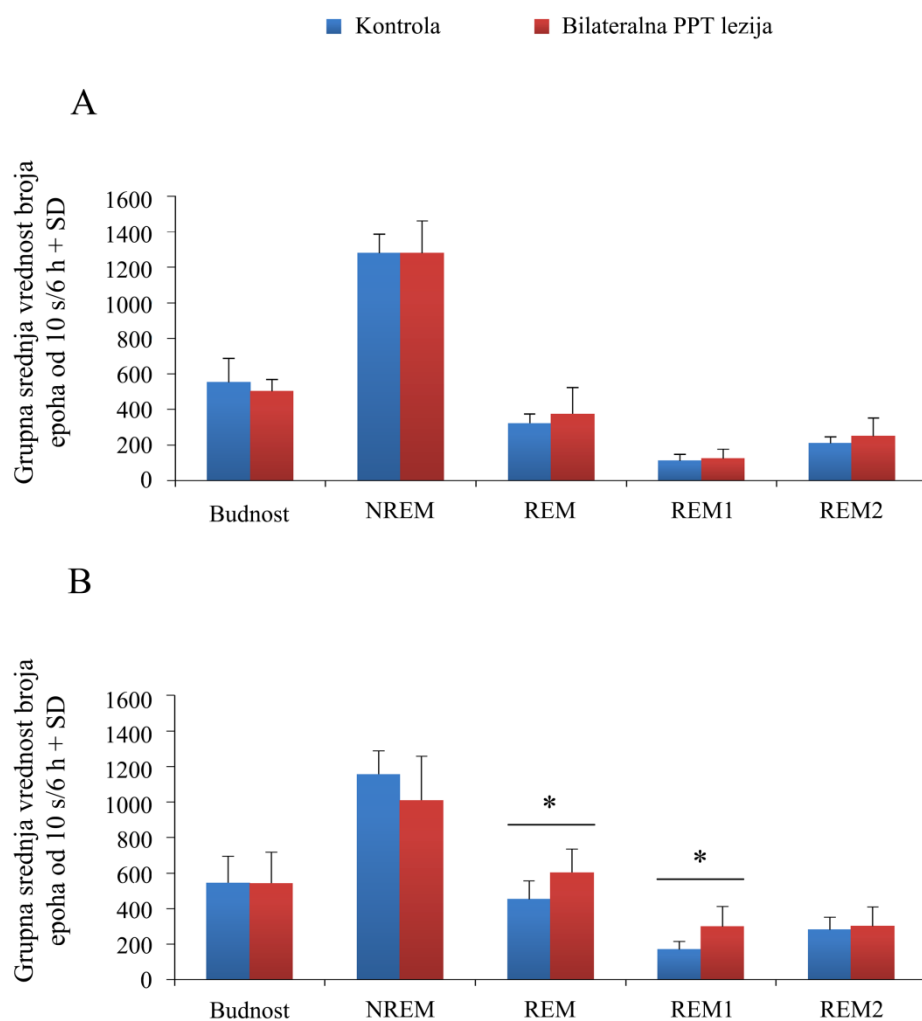 Kontrola Bilateralna PPT lezija
A
Grupna srednja vrednost broja
epoha od 10 s/6 h + SD
1600
1400
1200
1000
800
600
400
200
0
Budnost NREM REM REM1 REM2
B
Grupna srednja vrednost broja
epoha od 10 s/6 h + SD
1600
1400
1200
1000
800
600
400
200
0
*
*
Budnost NREM REM REM1 REM2